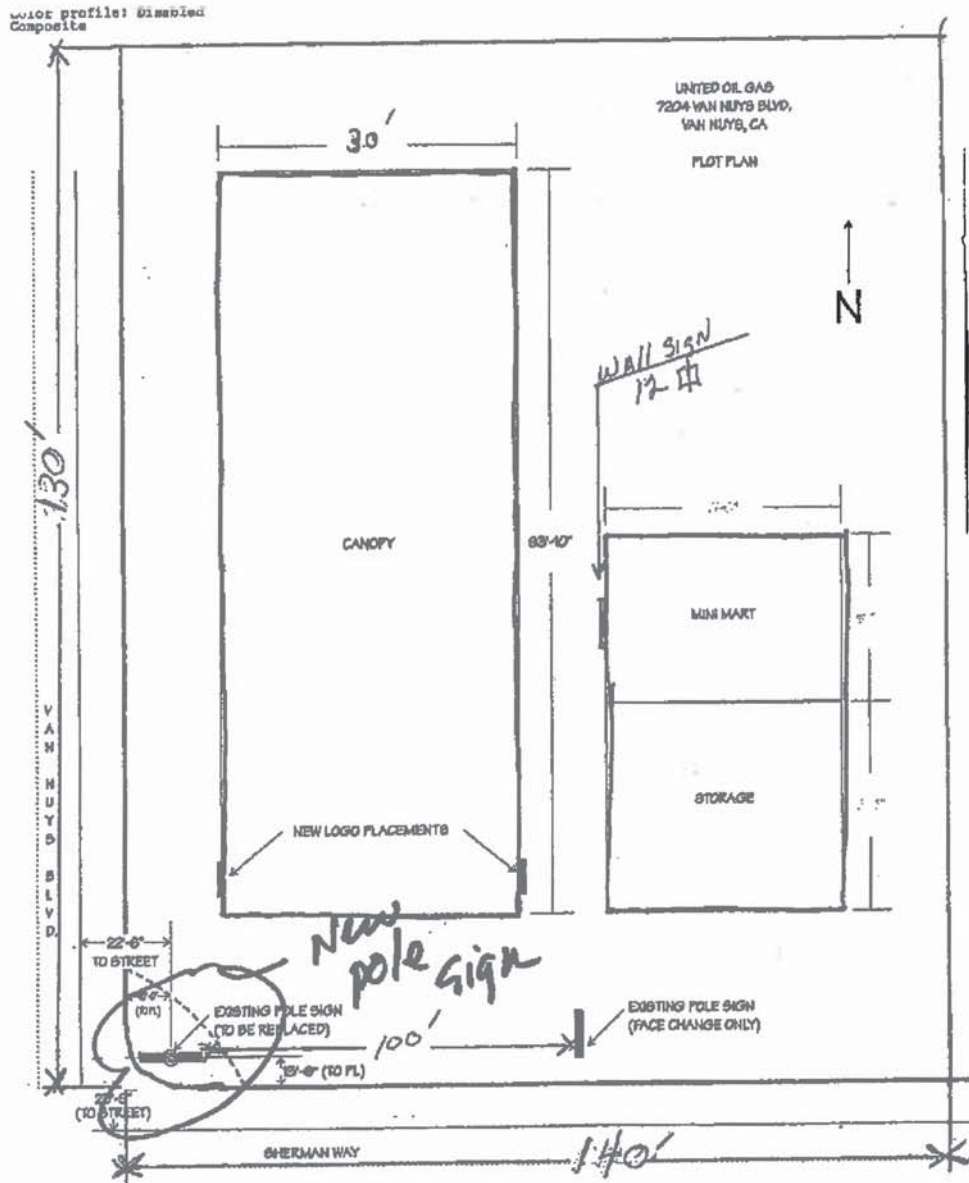 Color profile: Disabled
Composite
UNITED OIL GAS
7204 VAN NUYS BLVD,
VAN NUYS, CA
PLOT PLAN
30'
N
WALL SIGN
12
130'
CANOPY
93'-10"
MINI MART
STORAGE
VAN NUYS BLVD.
NEW LOGO PLACEMENTS
New
pole sign
22'-6"
TO STREET
EXISTING POLE SIGN
(TO BE REPLACED)
100'
EXISTING POLE SIGN
(FACE CHANGE ONLY)
(TO PL)
(TO STREET)
SHERMAN WAY
140'